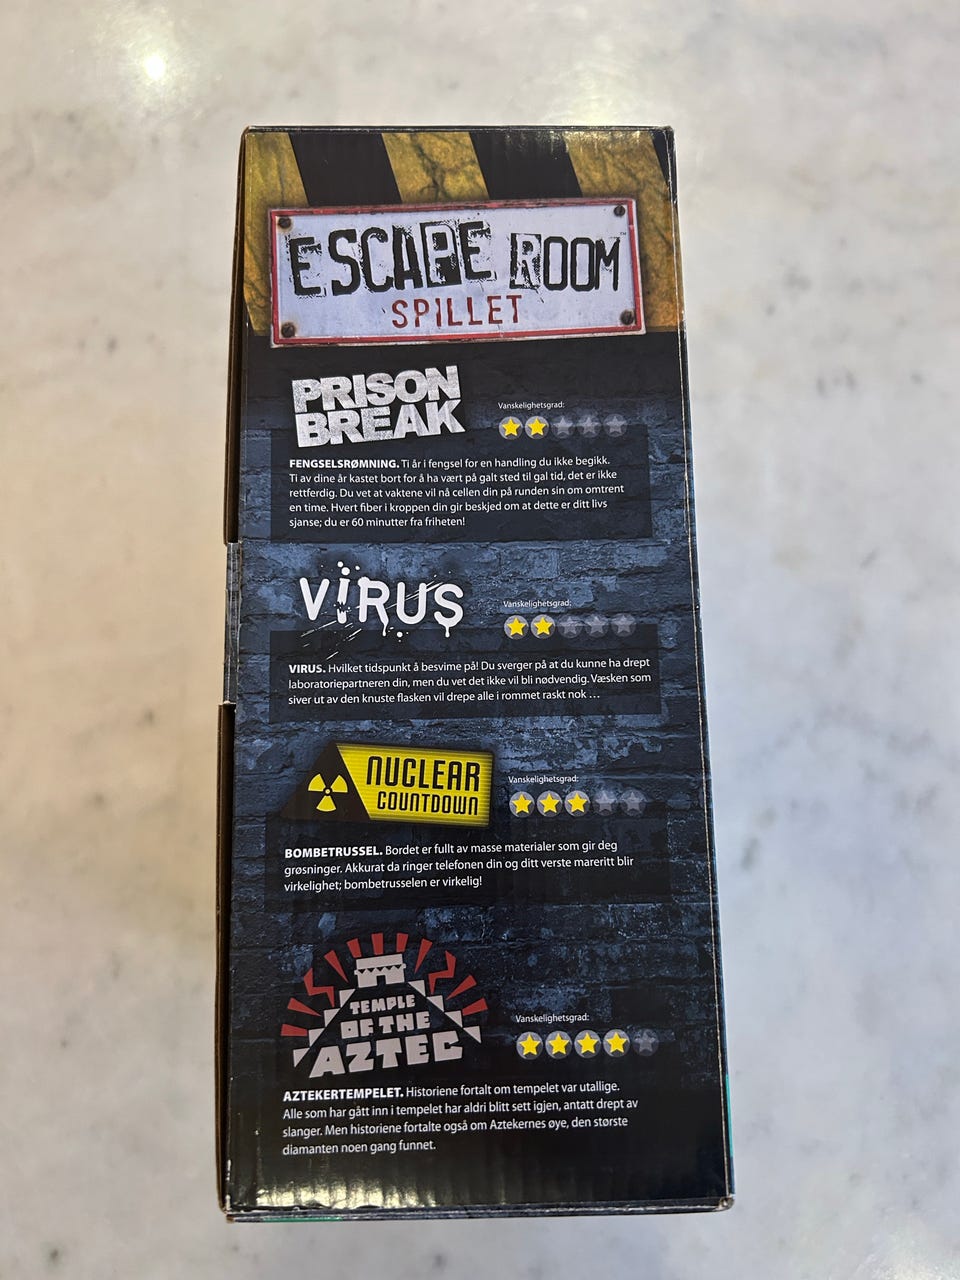 ESCAPE ROOM™
SPILLET
PRISON
BREAK
Vanskelighetsgrad:
FENGSELSRØMNING. Ti år i fengsel for en handling du ikke begikk.
Ti av dine år kastet bort for å ha vært på galt sted til gal tid, det er ikke
rettferdig. Du vet at vaktene vil nå cellen din på runden sin om omtrent
en time. Hvert fiber i kroppen din gir beskjed om at dette er ditt livs
sjanse; du er 60 minutter fra friheten!
ViRUS
Vanskelighetsgrad:
VIRUS. Hvilket tidspunkt å besvime på! Du sverger på at du kunne ha drept
laboratoriepartneren din, men du vet det ikke vil bli nødvendig. Væsken som
siver ut av den knuste flasken vil drepe alle i rommet raskt nok ...
NUCLEAR
COUNTDOWN
Vanskelighetsgrad:
BOMBETRUSSEL. Bordet er fullt av masse materialer som gir deg
grøsninger. Akkurat da ringer telefonen din og ditt verste mareritt blir
virkelighet; bombetrusselen er virkelig!
TEMPLE
OF THE
AZTEC
Vanskelighetsgrad:
AZTEKERTEMPELET. Historiene fortalt om tempelet var utallige.
Alle som har gått inn i tempelet har aldri blitt sett igjen, antatt drept av
slanger. Men historiene fortalte også om Aztekernes øye, den største
diamanten noen gang funnet.